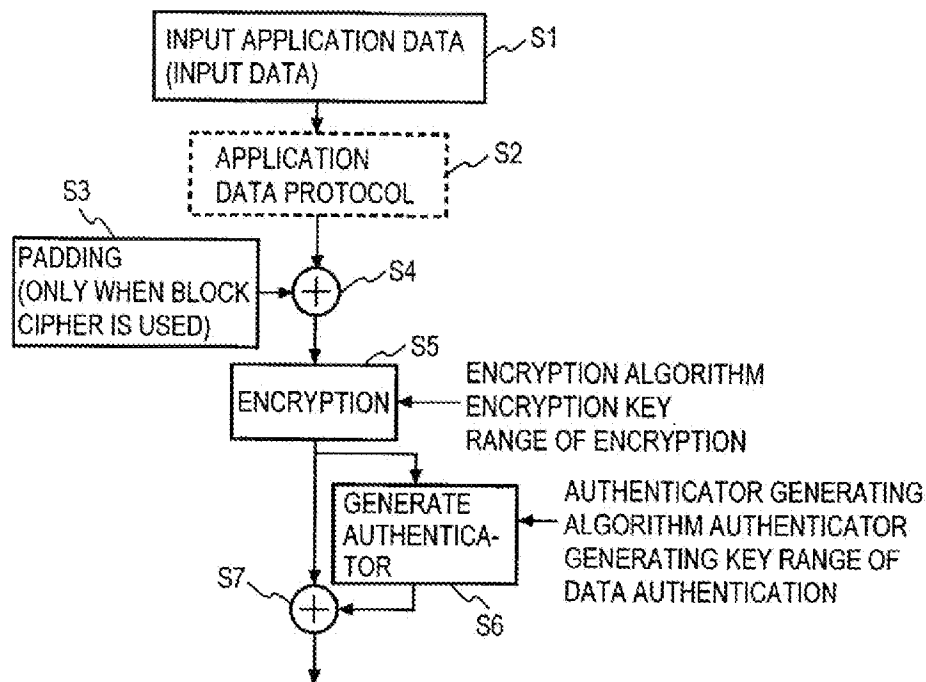 INPUT APPLICATION DATA
(INPUT DATA)
S1
APPLICATION
DATA PROTOCOL
S2
S3
PADDING
(ONLY WHEN BLOCK
CIPHER IS USED)
S4
S5
ENCRYPTION
ENCRYPTION ALGORITHM
ENCRYPTION KEY
RANGE OF ENCRYPTION
GENERATE
AUTHENTICA-
TOR
AUTHENTICATOR GENERATING
ALGORITHM AUTHENTICATOR
GENERATING KEY RANGE OF
DATA AUTHENTICATION
S7
S6